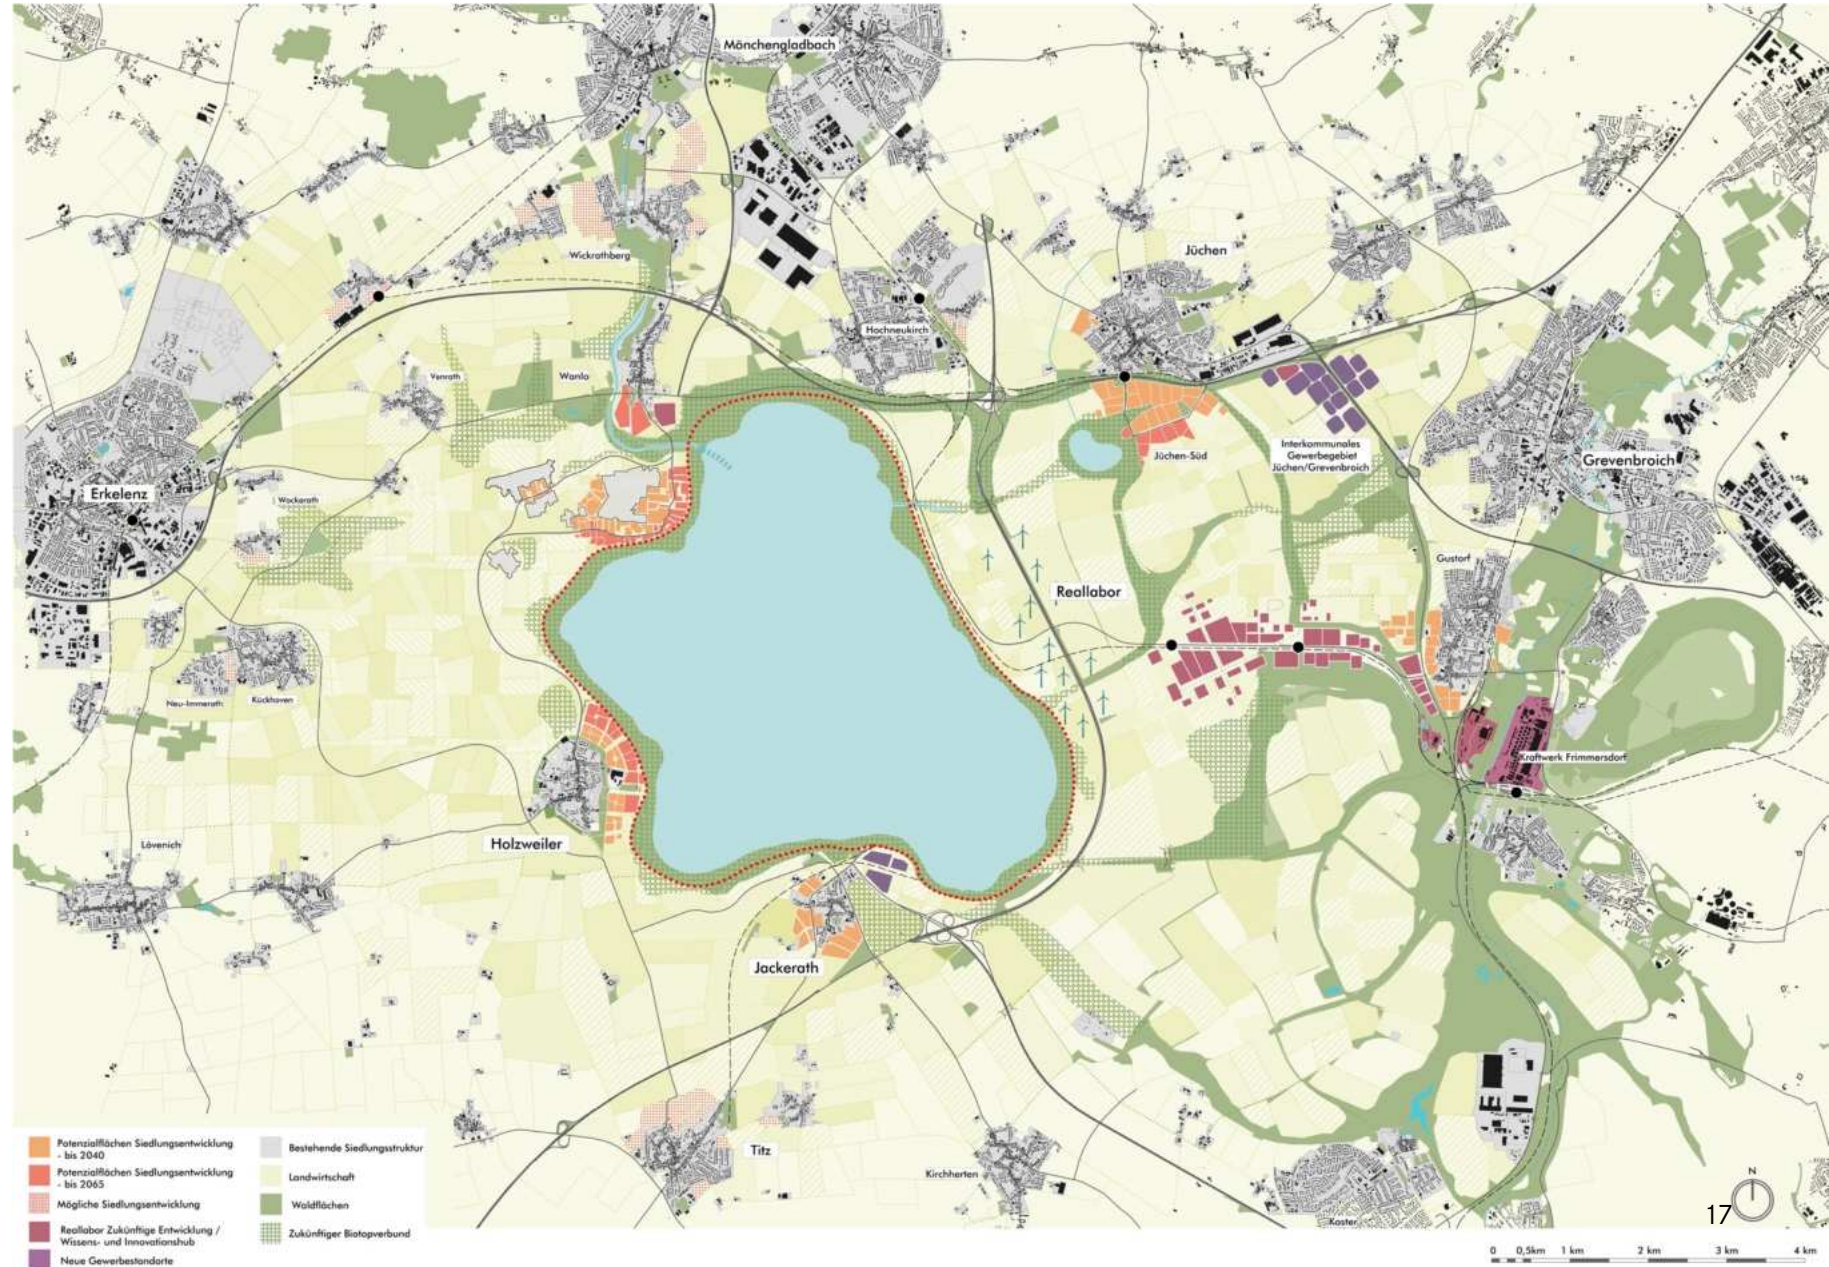 Mönchengladbach
Wickrathberg
Jüchen
Hochneukirch
Venrath
Wanlo
Jüchen-Süd
Interkommunales
Gewerbegebiet
Jüchen/Grevenbroich
Grevenbroich
Erkelenz
Wockerath
Gustorf
Reallabor
Neu-Immerath
Kückhoven
Kraftwerk Frimmersdorf
Holzweiler
Lövenich
Jackerath
Titz
Kirchherten
Kaster
Potenzialflächen Siedlungsentwicklung
- bis 2040
Potenzialflächen Siedlungsentwicklung
- bis 2065
Mögliche Siedlungsentwicklung
Reallabor Zukünftige Entwicklung /
Wissens- und Innovationshub
Neue Gewerbestandorte
Bestehende Siedlungsstruktur
Landwirtschaft
Waldflächen
Zukünftiger Biotopverbund
N
17
0 0,5km 1 km 2 km 3 km 4 km